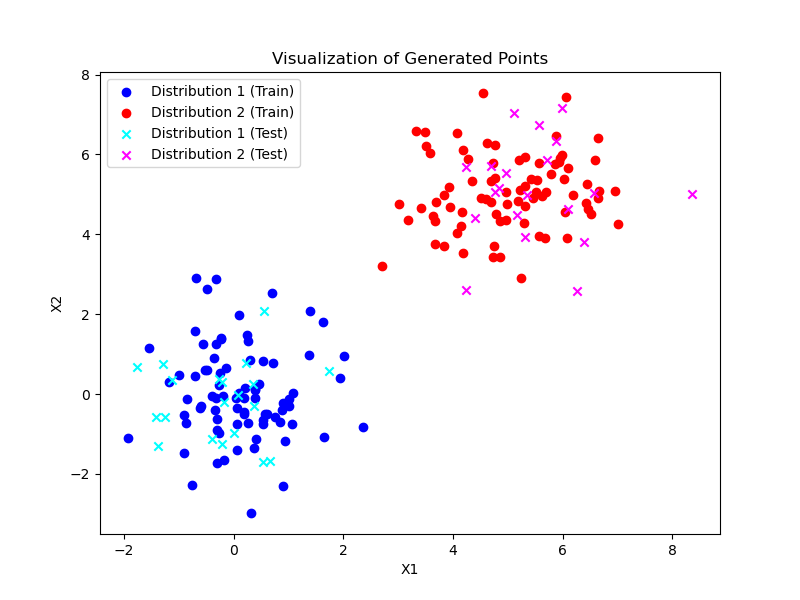 Visualization of Generated Points
Distribution 1 (Train)
Distribution 2 (Train)
Distribution 1 (Test)
Distribution 2 (Test)
X2
8
6
4
2
0
−2
−2
0
2
4
6
8
X1